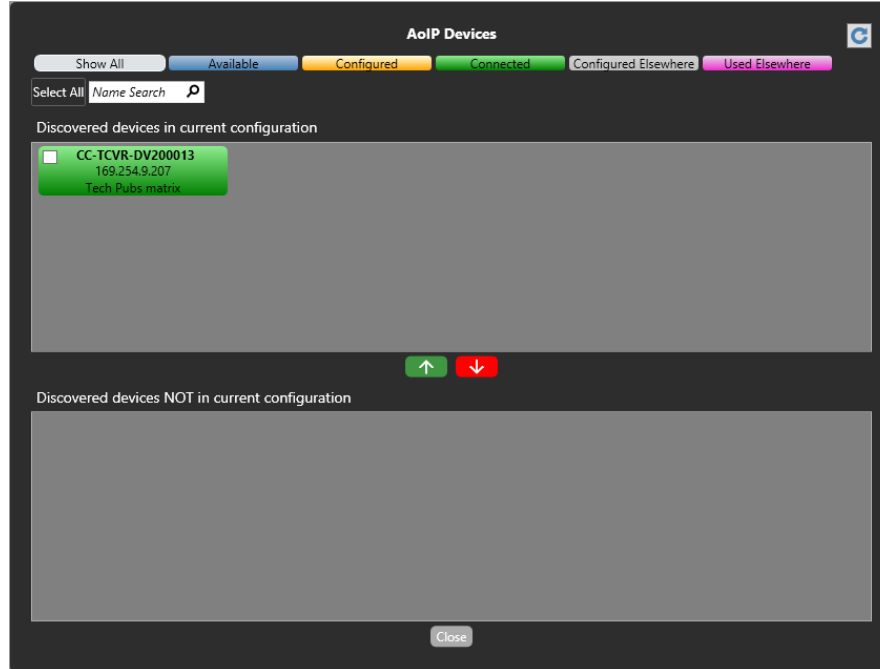 AoIP Devices
Show All Available Configured Connected Configured Elsewhere Used Elsewhere
Select All Name Search
Discovered devices in current configuration
CC-TCVR-DV200013
169.254.9.207
Tech Pubs matrix
Discovered devices NOT in current configuration
Close